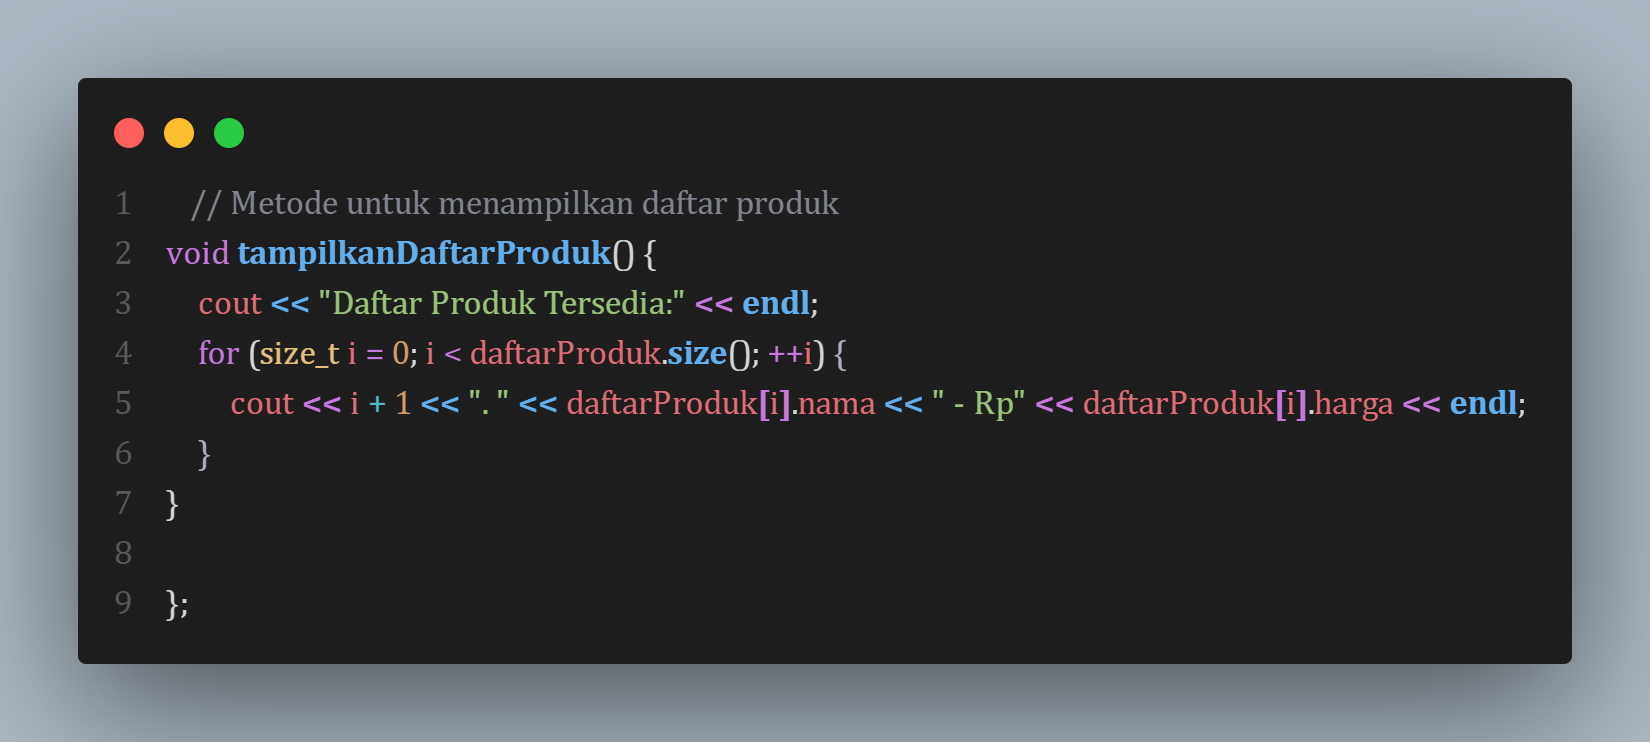 1 // Metode untuk menampilkan daftar produk
2 void tampilkanDaftarProduk() {
3 cout << "Daftar Produk Tersedia:" << endl;
4 for (size_t i = 0; i < daftarProduk.size(); ++i) {
5 cout << i + 1 << ". " << daftarProduk[i].nama << " - Rp" << daftarProduk[i].harga << endl;
6 }
7 }
8
9 };